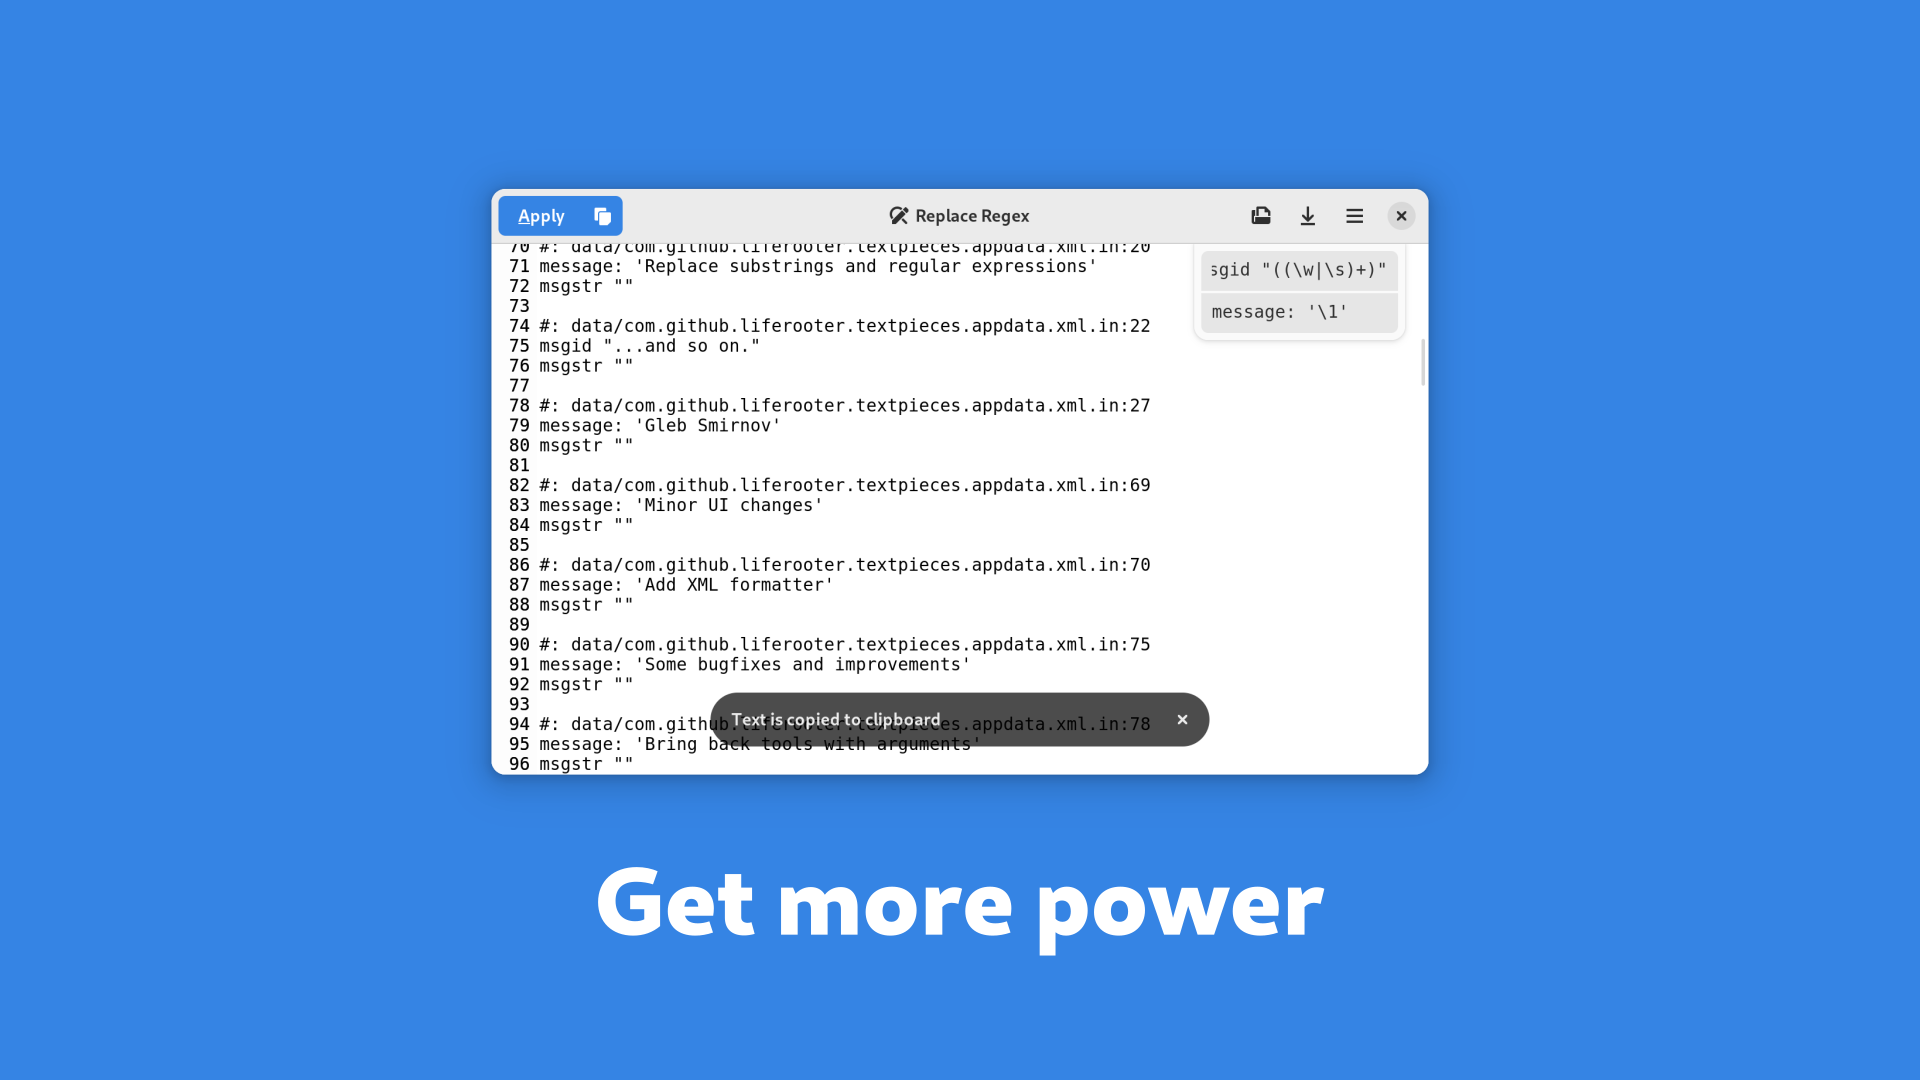 Apply
Replace Regex
70 #: data/com.github.liferooter.textpieces.appdata.xml.in:20
71 message: 'Replace substrings and regular expressions'
72 msgstr ""
73
74 #: data/com.github.liferooter.textpieces.appdata.xml.in:22
75 msgid "...and so on."
76 msgstr ""
77
78 #: data/com.github.liferooter.textpieces.appdata.xml.in:27
79 message: 'Gleb Smirnov'
80 msgstr ""
81
82 #: data/com.github.liferooter.textpieces.appdata.xml.in:69
83 message: 'Minor UI changes'
84 msgstr ""
85
86 #: data/com.github.liferooter.textpieces.appdata.xml.in:70
87 message: 'Add XML formatter'
88 msgstr ""
89
90 #: data/com.github.liferooter.textpieces.appdata.xml.in:75
91 message: 'Some bugfixes and improvements'
92 msgstr ""
93
94 #: data/com.github.liferooter.textpieces.appdata.xml.in:78
95 message: 'Bring back tools with arguments'
96 msgstr ""
sgid "((\w|\s)+)"
message: '\1'
Text is copied to clipboard
Get more power